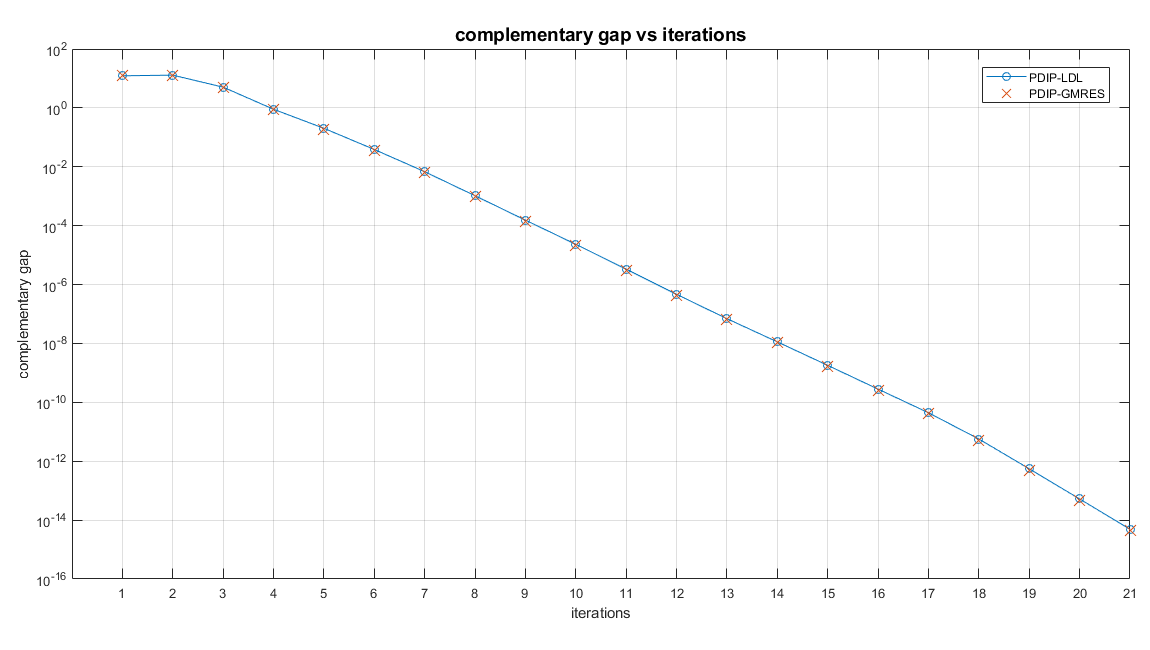 complementary gap vs iterations
PDIP-LDL
PDIP-GMRES
complementary gap
10^2
10^0
10^-2
10^-4
10^-6
10^-8
10^-10
10^-12
10^-14
10^-16
1 2 3 4 5 6 7 8 9 10 11 12 13 14 15 16 17 18 19 20 21
iterations